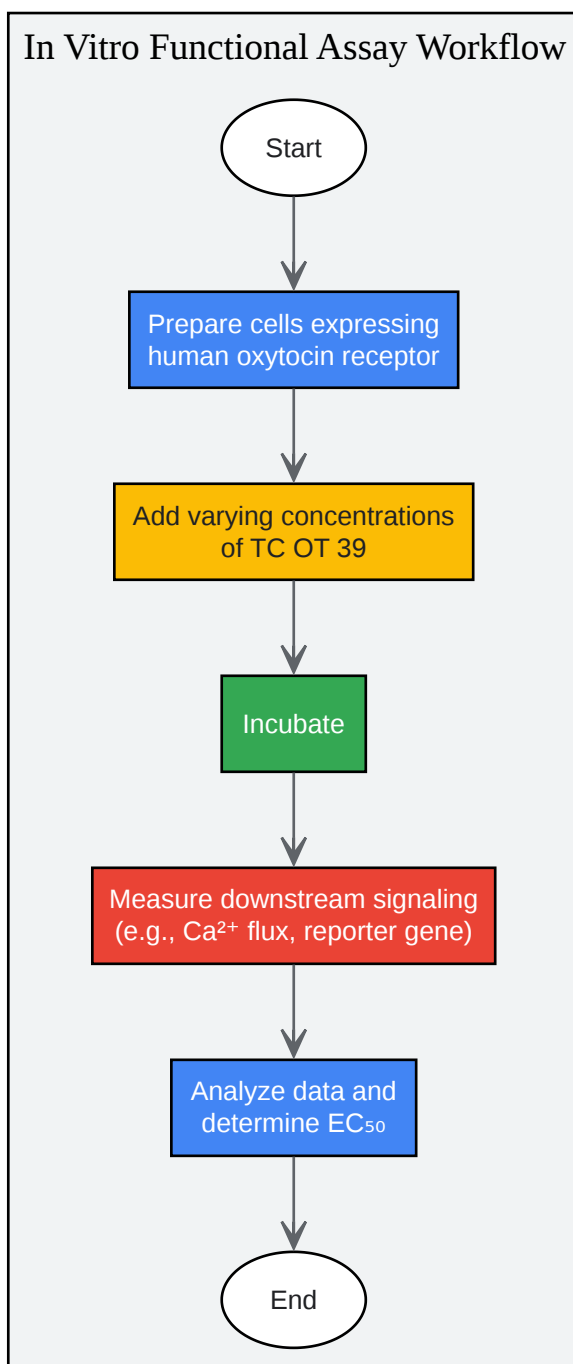 In Vitro Functional Assay Workflow
Start
Prepare cells expressing
human oxytocin receptor
Add varying concentrations
of TC OT 39
Incubate
Measure downstream signaling
(e.g., Ca²⁺ flux, reporter gene)
Analyze data and
determine EC₅₀
End